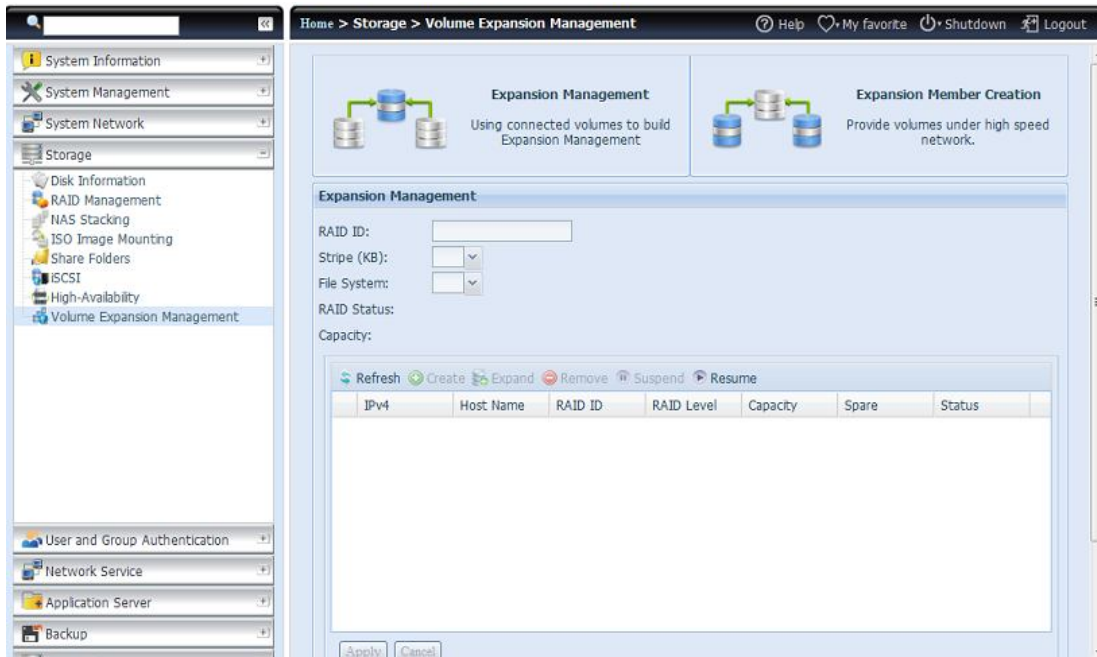 Home > Storage > Volume Expansion Management
Help My favorite Shutdown Logout
System Information
System Management
System Network
Storage
Disk Information
RAID Management
NAS Stacking
ISO Image Mounting
Share Folders
iSCSI
High-Availability
Volume Expansion Management
User and Group Authentication
Network Service
Application Server
Backup
Expansion Management
Using connected volumes to build
Expansion Management
Expansion Member Creation
Provide volumes under high speed
network.
Expansion Management
RAID ID:
Stripe (KB):
File System:
RAID Status:
Capacity:
Refresh Create Expand Remove Suspend Resume
IPv4 Host Name RAID ID RAID Level Capacity Spare Status
Apply Cancel